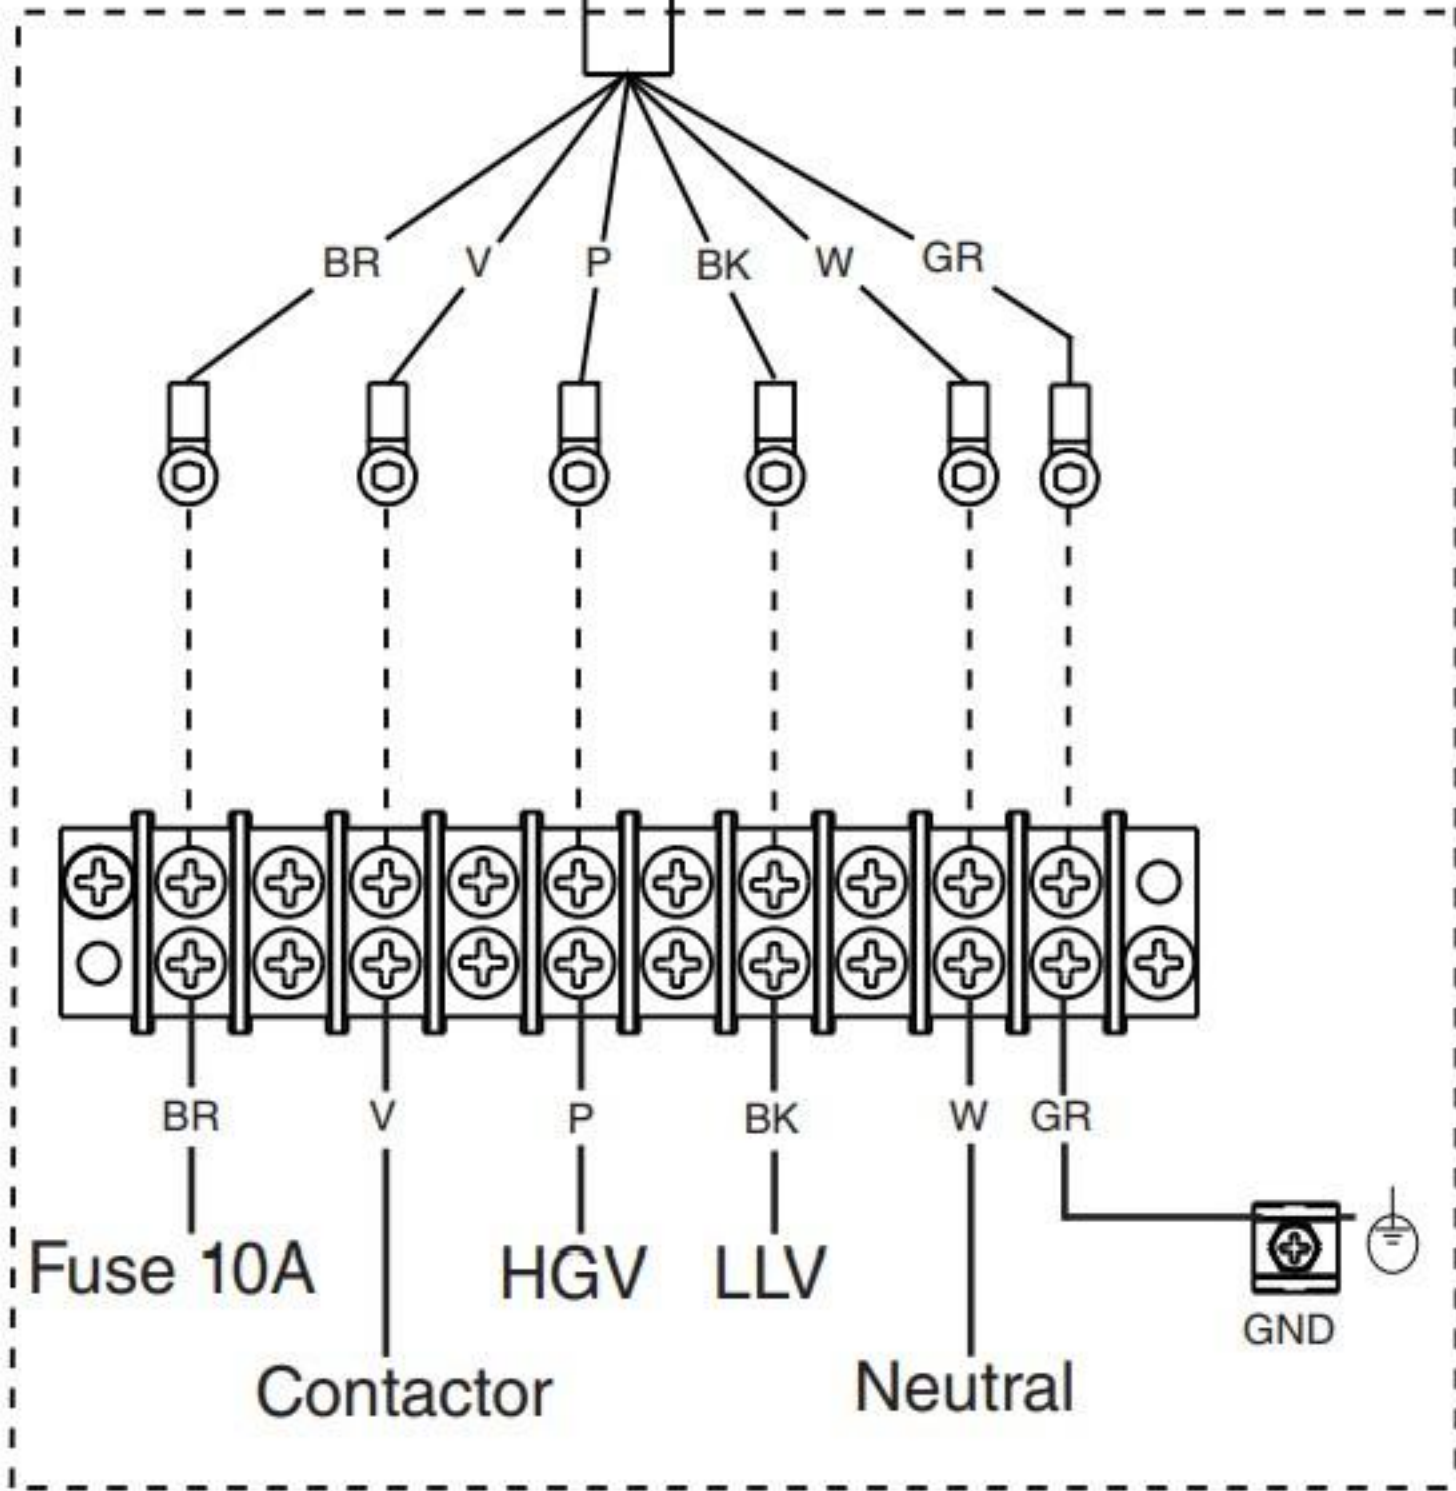 BR V P BK W GR
BR V P BK W GR
Fuse 10A HGV LLV
GND
Contactor Neutral